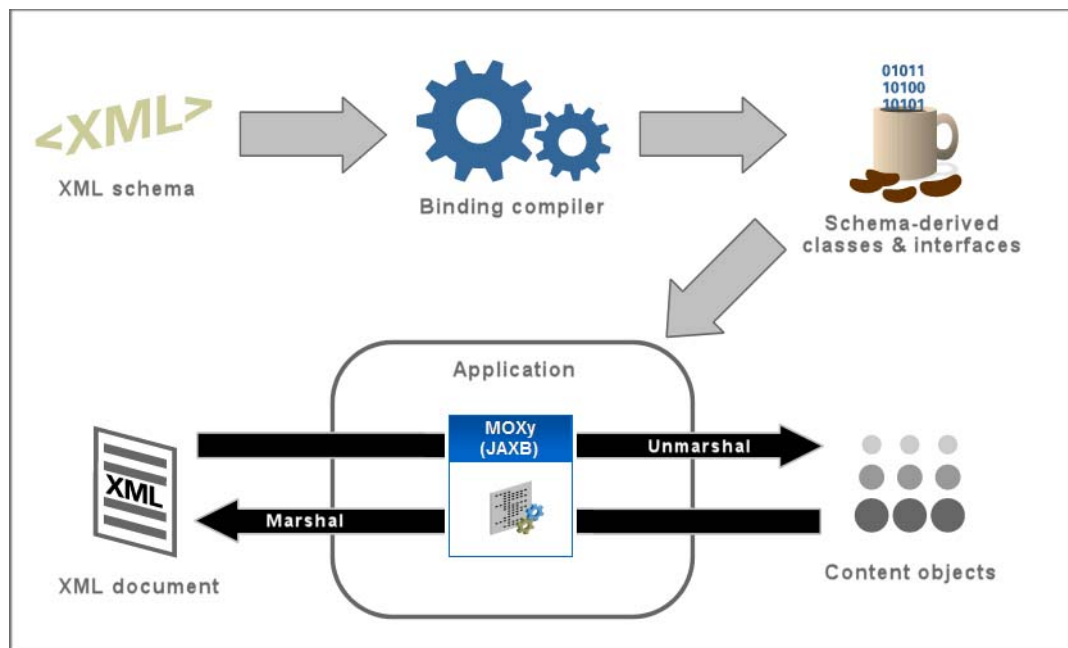 <XML>
XML schema
Binding compiler
01011
10100
10101
Schema-derived
classes & interfaces
Application
MOXy
(JAXB)
Unmarshal
XML
Marshal
XML document
Content objects